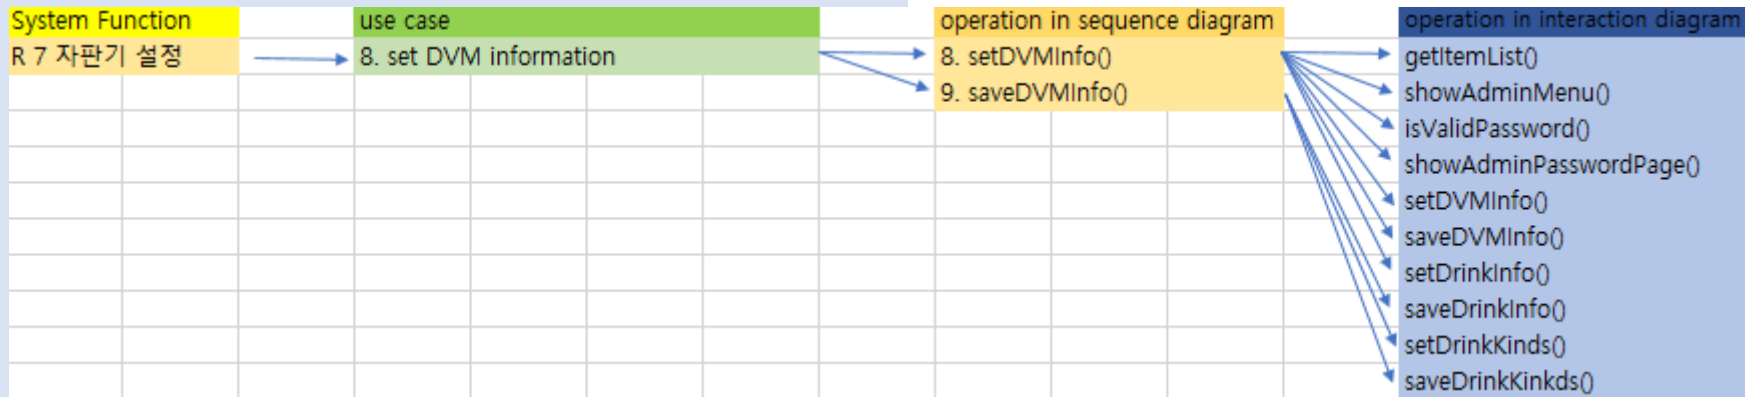 System Function use case operation in sequence diagram operation in interaction diagram
R 7 자판기 설정 8. set DVM information 8. setDVMInfo() getItemList()
9. saveDVMInfo() showAdminMenu()
isValidPassword()
showAdminPasswordPage()
setDVMInfo()
saveDVMInfo()
setDrinkInfo()
saveDrinkInfo()
setDrinkKinds()
saveDrinkKinkds()